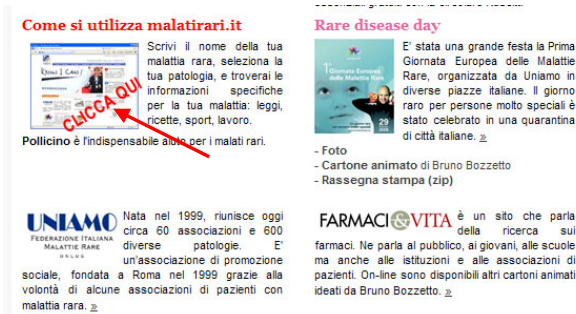 Come si utilizza malatirari.it
Scrivi il nome della tua
malattia rara, seleziona la
tua patologia, e troverai le
informazioni specifiche
per la tua malattia: leggi,
ricette, sport, lavoro.
CLICCA QUI
Pollicino è l'indispensabile aiuto per i malati rari.
UNIAMO
FEDERAZIONE ITALIANA
MALATTIE RARE
ONLUS
Nata nel 1999, riunisce oggi
circa 60 associazioni e 600
diverse patologie. E'
un'associazione di promozione
sociale, fondata a Roma nel 1999 grazie alla
volontà di alcune associazioni di pazienti con
malattia rara. »
Rare disease day
1°Giornata Europea
delle Malattie Rare
29
E' stata una grande festa la Prima
Giornata Europea delle Malattie
Rare, organizzata da Uniamo in
diverse piazze italiane. Il giorno
raro per persone molto speciali è
stato celebrato in una quarantina
di città italiane. »
- Foto
- Cartone animato di Bruno Bozzetto
- Rassegna stampa (zip)
FARMACI VITA
è un sito che parla
della ricerca sui
farmaci. Ne parla al pubblico, ai giovani, alle scuole
ma anche alle istituzioni e alle associazioni di
pazienti. On-line sono disponibili altri cartoni animati
ideati da Bruno Bozzetto. »